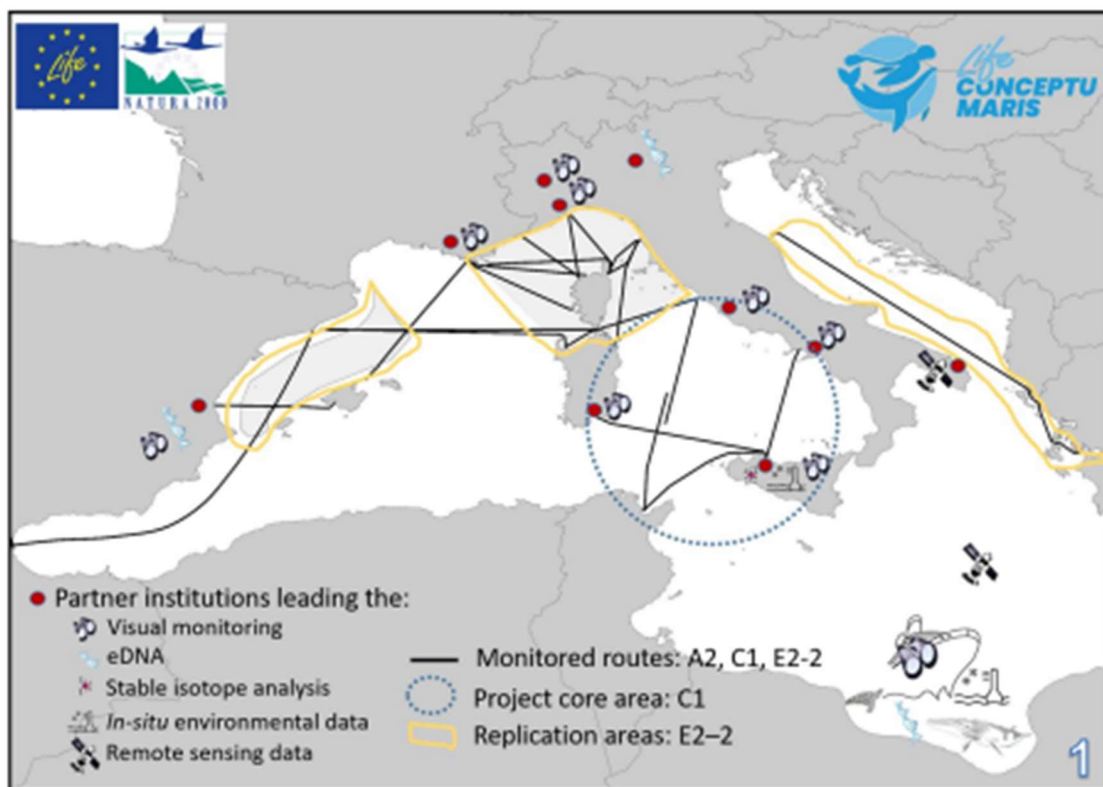 Life
NATURA 2000
Life
CONCEPTU
MARIS
Partner institutions leading the:
Visual monitoring
eDNA
Stable isotope analysis
In-situ environmental data
Remote sensing data
Monitored routes: A2, C1, E2-2
Project core area: C1
Replication areas: E2–2
1